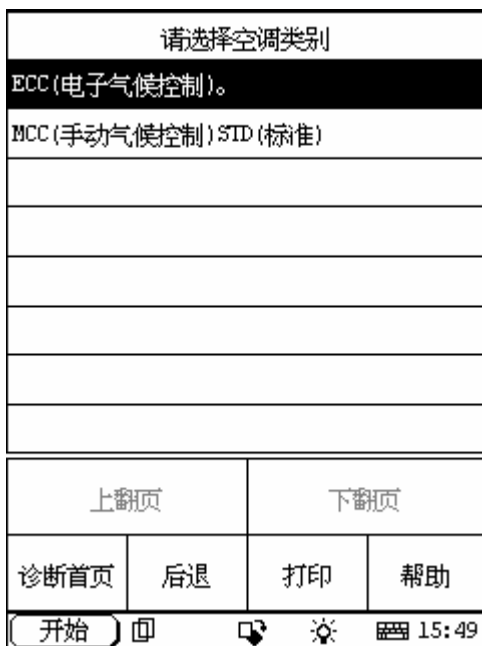 请选择空调类别
ECC(电子气候控制)。
MCC(手动气候控制)STD(标准)
上翻页 下翻页
诊断首页 后退 打印 帮助
开始 15:49